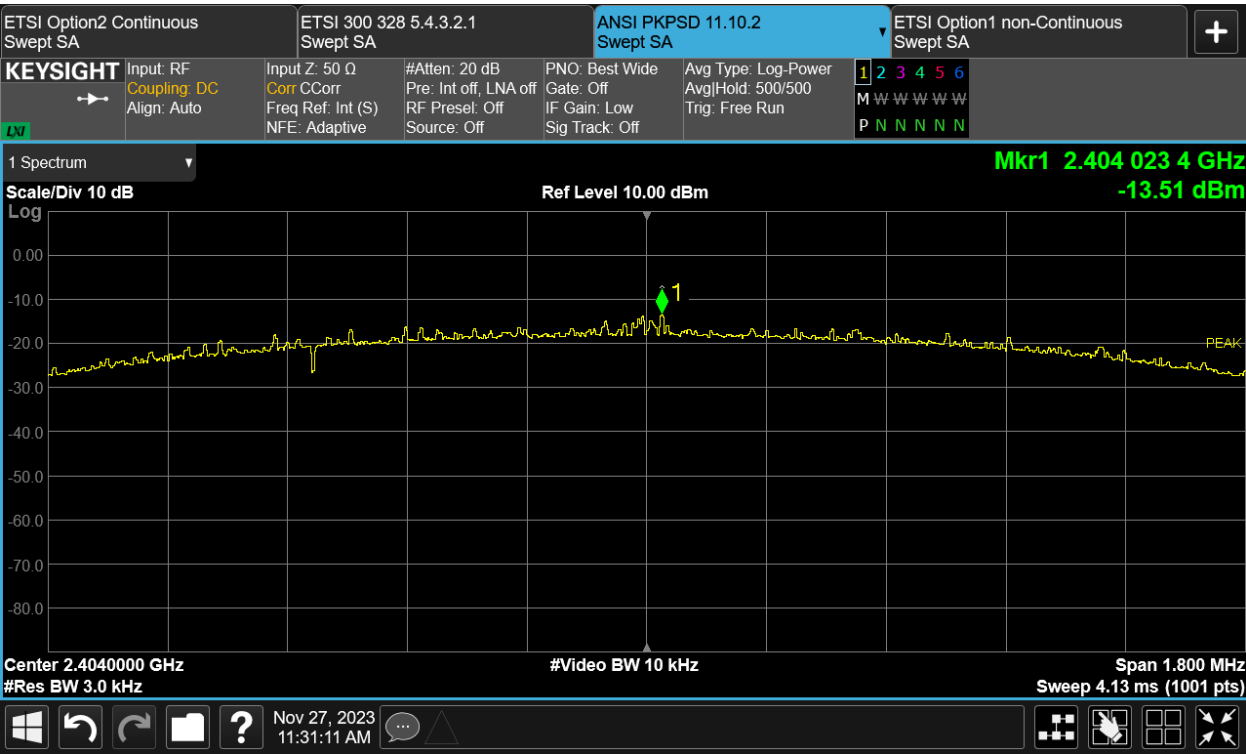 ETSI Option2 Continuous
Swept SA
ETSI 300 328 5.4.3.2.1
Swept SA
ANSI PKPSD 11.10.2
Swept SA
ETSI Option1 non-Continuous
Swept SA
KEYSIGHT
LXI
Input: RF
Coupling: DC
Align: Auto
Input Z: 50 Ω
Corr CCorr
Freq Ref: Int (S)
NFE: Adaptive
#Atten: 20 dB
Pre: Int off, LNA off
RF Presel: Off
Source: Off
PNO: Best Wide
Gate: Off
IF Gain: Low
Sig Track: Off
Avg Type: Log-Power
Avg|Hold: 500/500
Trig: Free Run
1 2 3 4 5 6
M W W W W W
P N N N N N
1 Spectrum
Mkr1 2.404 023 4 GHz
-13.51 dBm
Scale/Div 10 dB
Ref Level 10.00 dBm
Log
0.00
-10.0
-20.0
-30.0
-40.0
-50.0
-60.0
-70.0
-80.0
1
PEAK
Center 2.4040000 GHz
#Video BW 10 kHz
Span 1.800 MHz
#Res BW 3.0 kHz
Sweep 4.13 ms (1001 pts)
?
Nov 27, 2023
11:31:11 AM